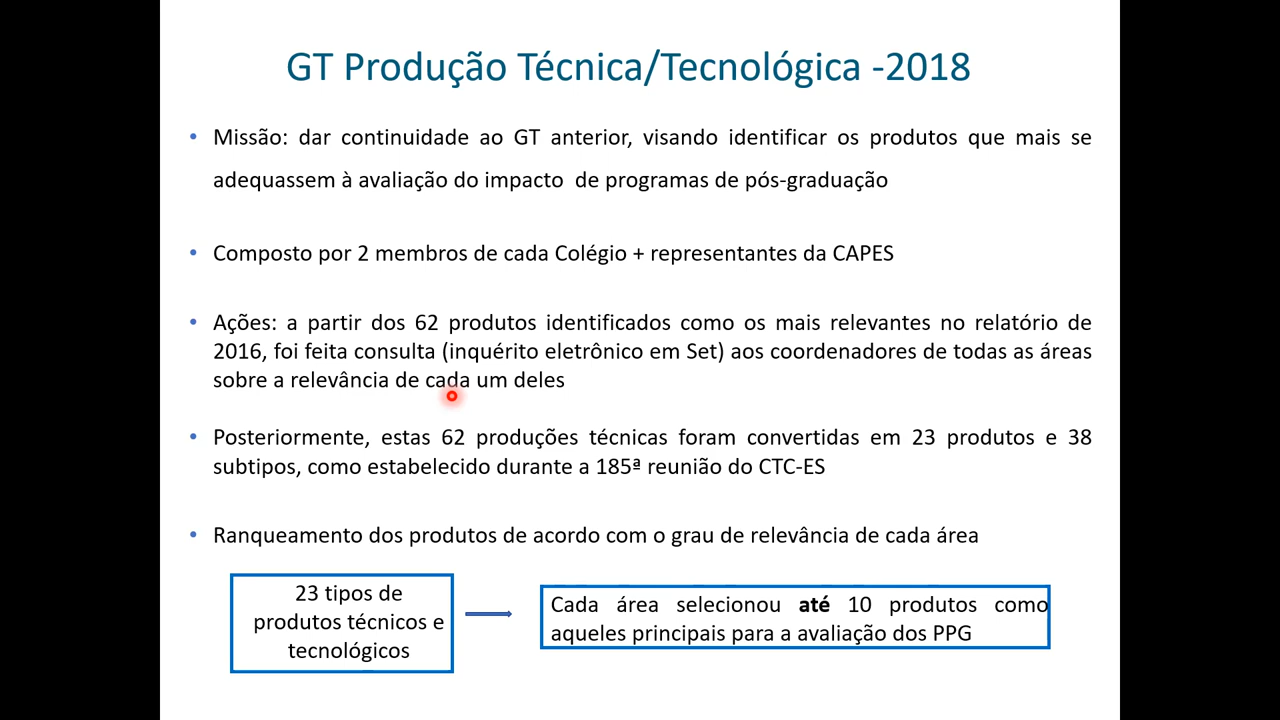 GT Produção Técnica/Tecnológica -2018
• Missão: dar continuidade ao GT anterior, visando identificar os produtos que mais se
adequassem à avaliação do impacto de programas de pós-graduação
• Composto por 2 membros de cada Colégio + representantes da CAPES
• Ações: a partir dos 62 produtos identificados como os mais relevantes no relatório de
2016, foi feita consulta (inquérito eletrônico em Set) aos coordenadores de todas as áreas
sobre a relevância de cada um deles
• Posteriormente, estas 62 produções técnicas foram convertidas em 23 produtos e 38
subtipos, como estabelecido durante a 185ª reunião do CTC-ES
• Ranqueamento dos produtos de acordo com o grau de relevância de cada área
23 tipos de
produtos técnicos e
tecnológicos
Cada área selecionou até 10 produtos como
aqueles principais para a avaliação dos PPG